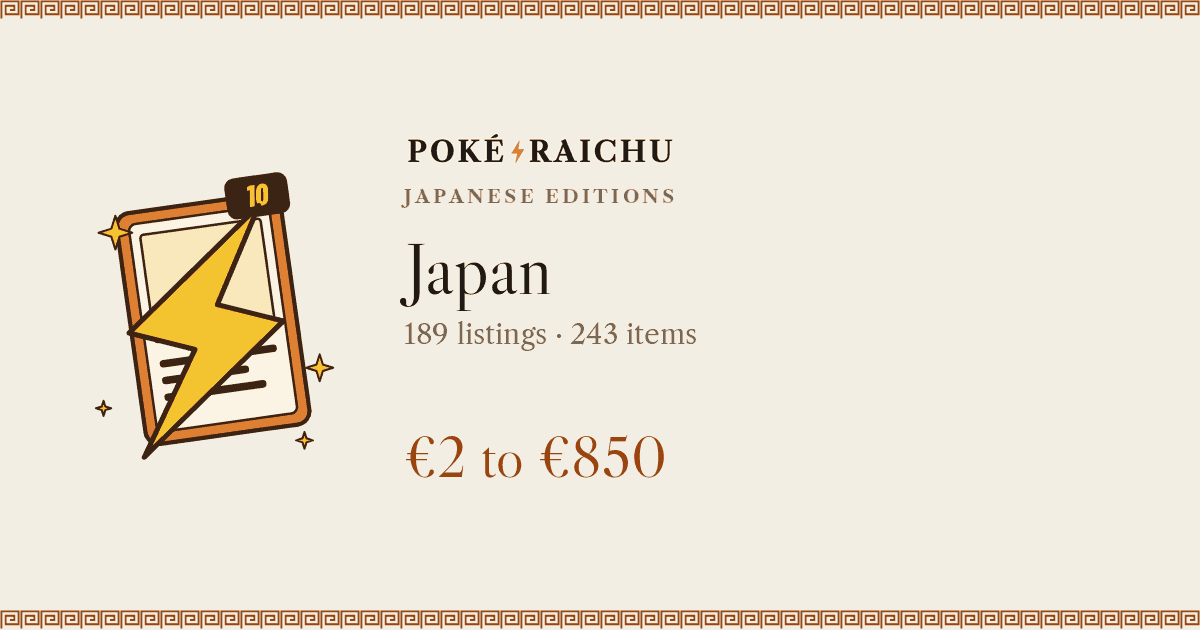 10
POKÉ RAICHU
JAPANESE EDITIONS
Japan
189 listings · 243 items
€2 to €850